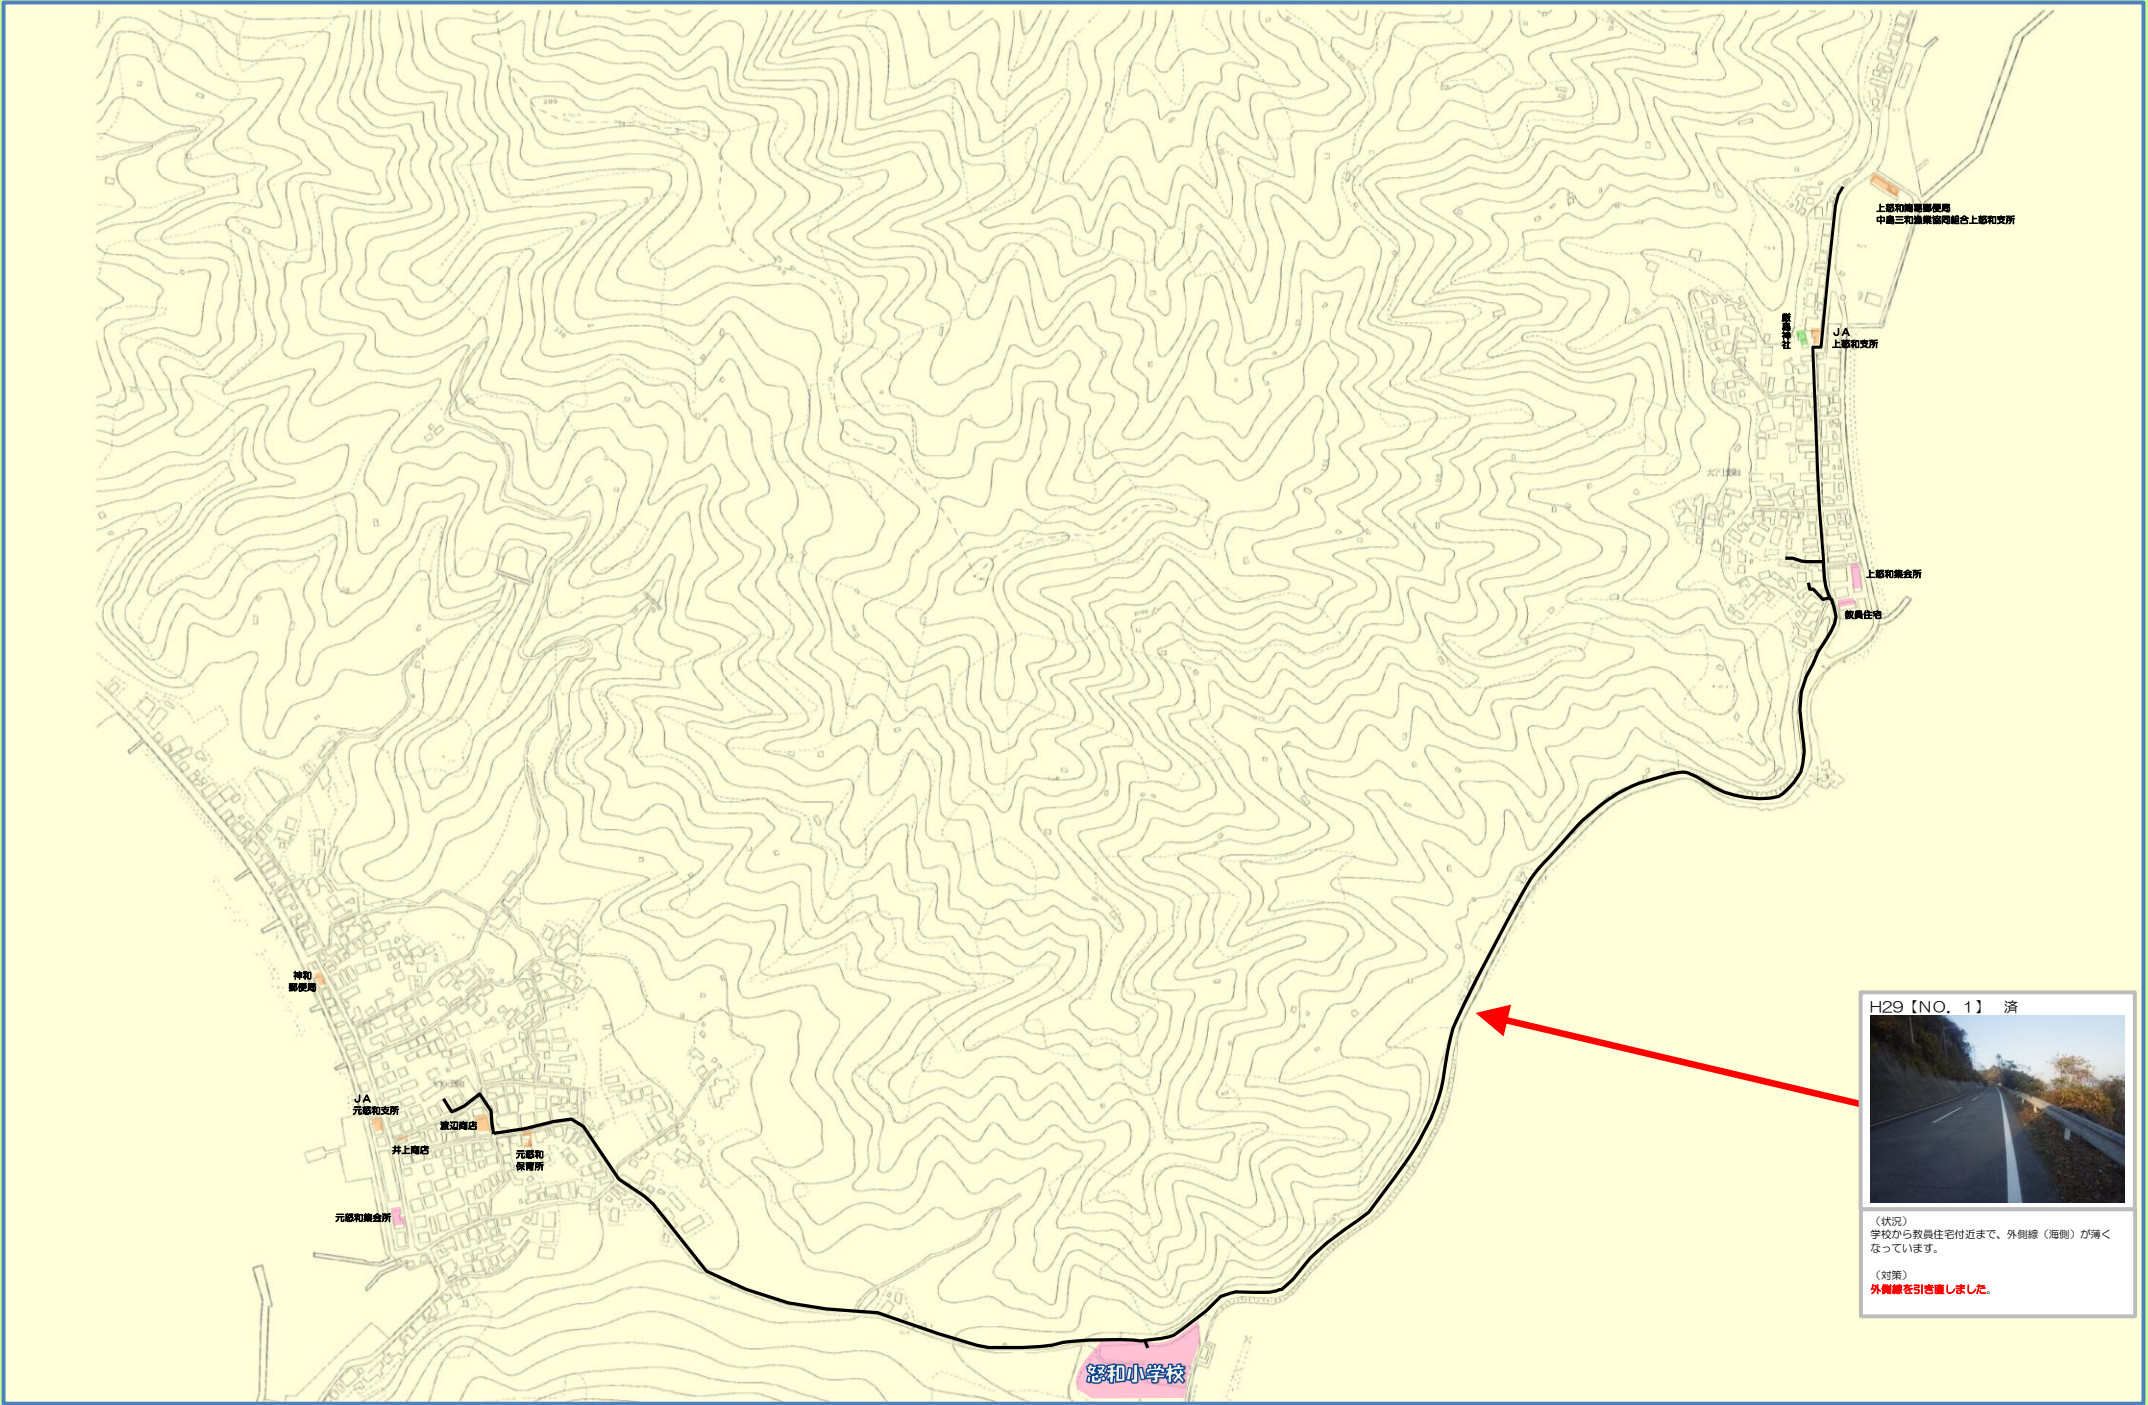 上怒和簡易郵便局
中島三和漁業協同組合上怒和支所
厳島神社
JA
上怒和支所
上怒和集会所
教員住宅
神和
郵便局
JA
元怒和支所
渡辺商店
井上商店
元怒和
保育所
元怒和集会所
怒和小学校
H29【NO．1】　済
（状況）
学校から教員住宅付近まで、外側線（海側）が薄く
なっています。
（対策）
外側線を引き直しました。